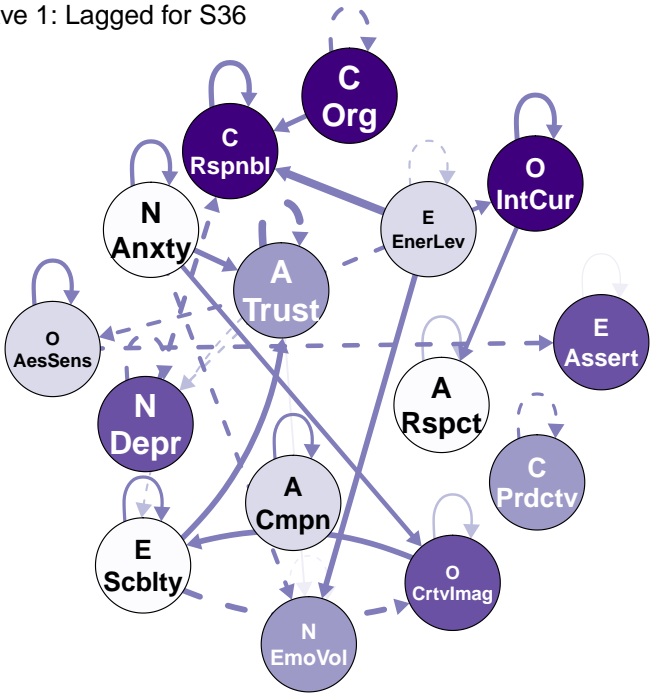 ve 1: Lagged for S36
C
Org
C
Rspnbl
O
IntCur
N
Anxty
E
EnerLev
A
Trust
O
AesSens
E
Assert
A
Rspct
N
Depr
C
Prdctv
A
Cmpn
E
Scblty
O
CrtvImag
N
EmoVol